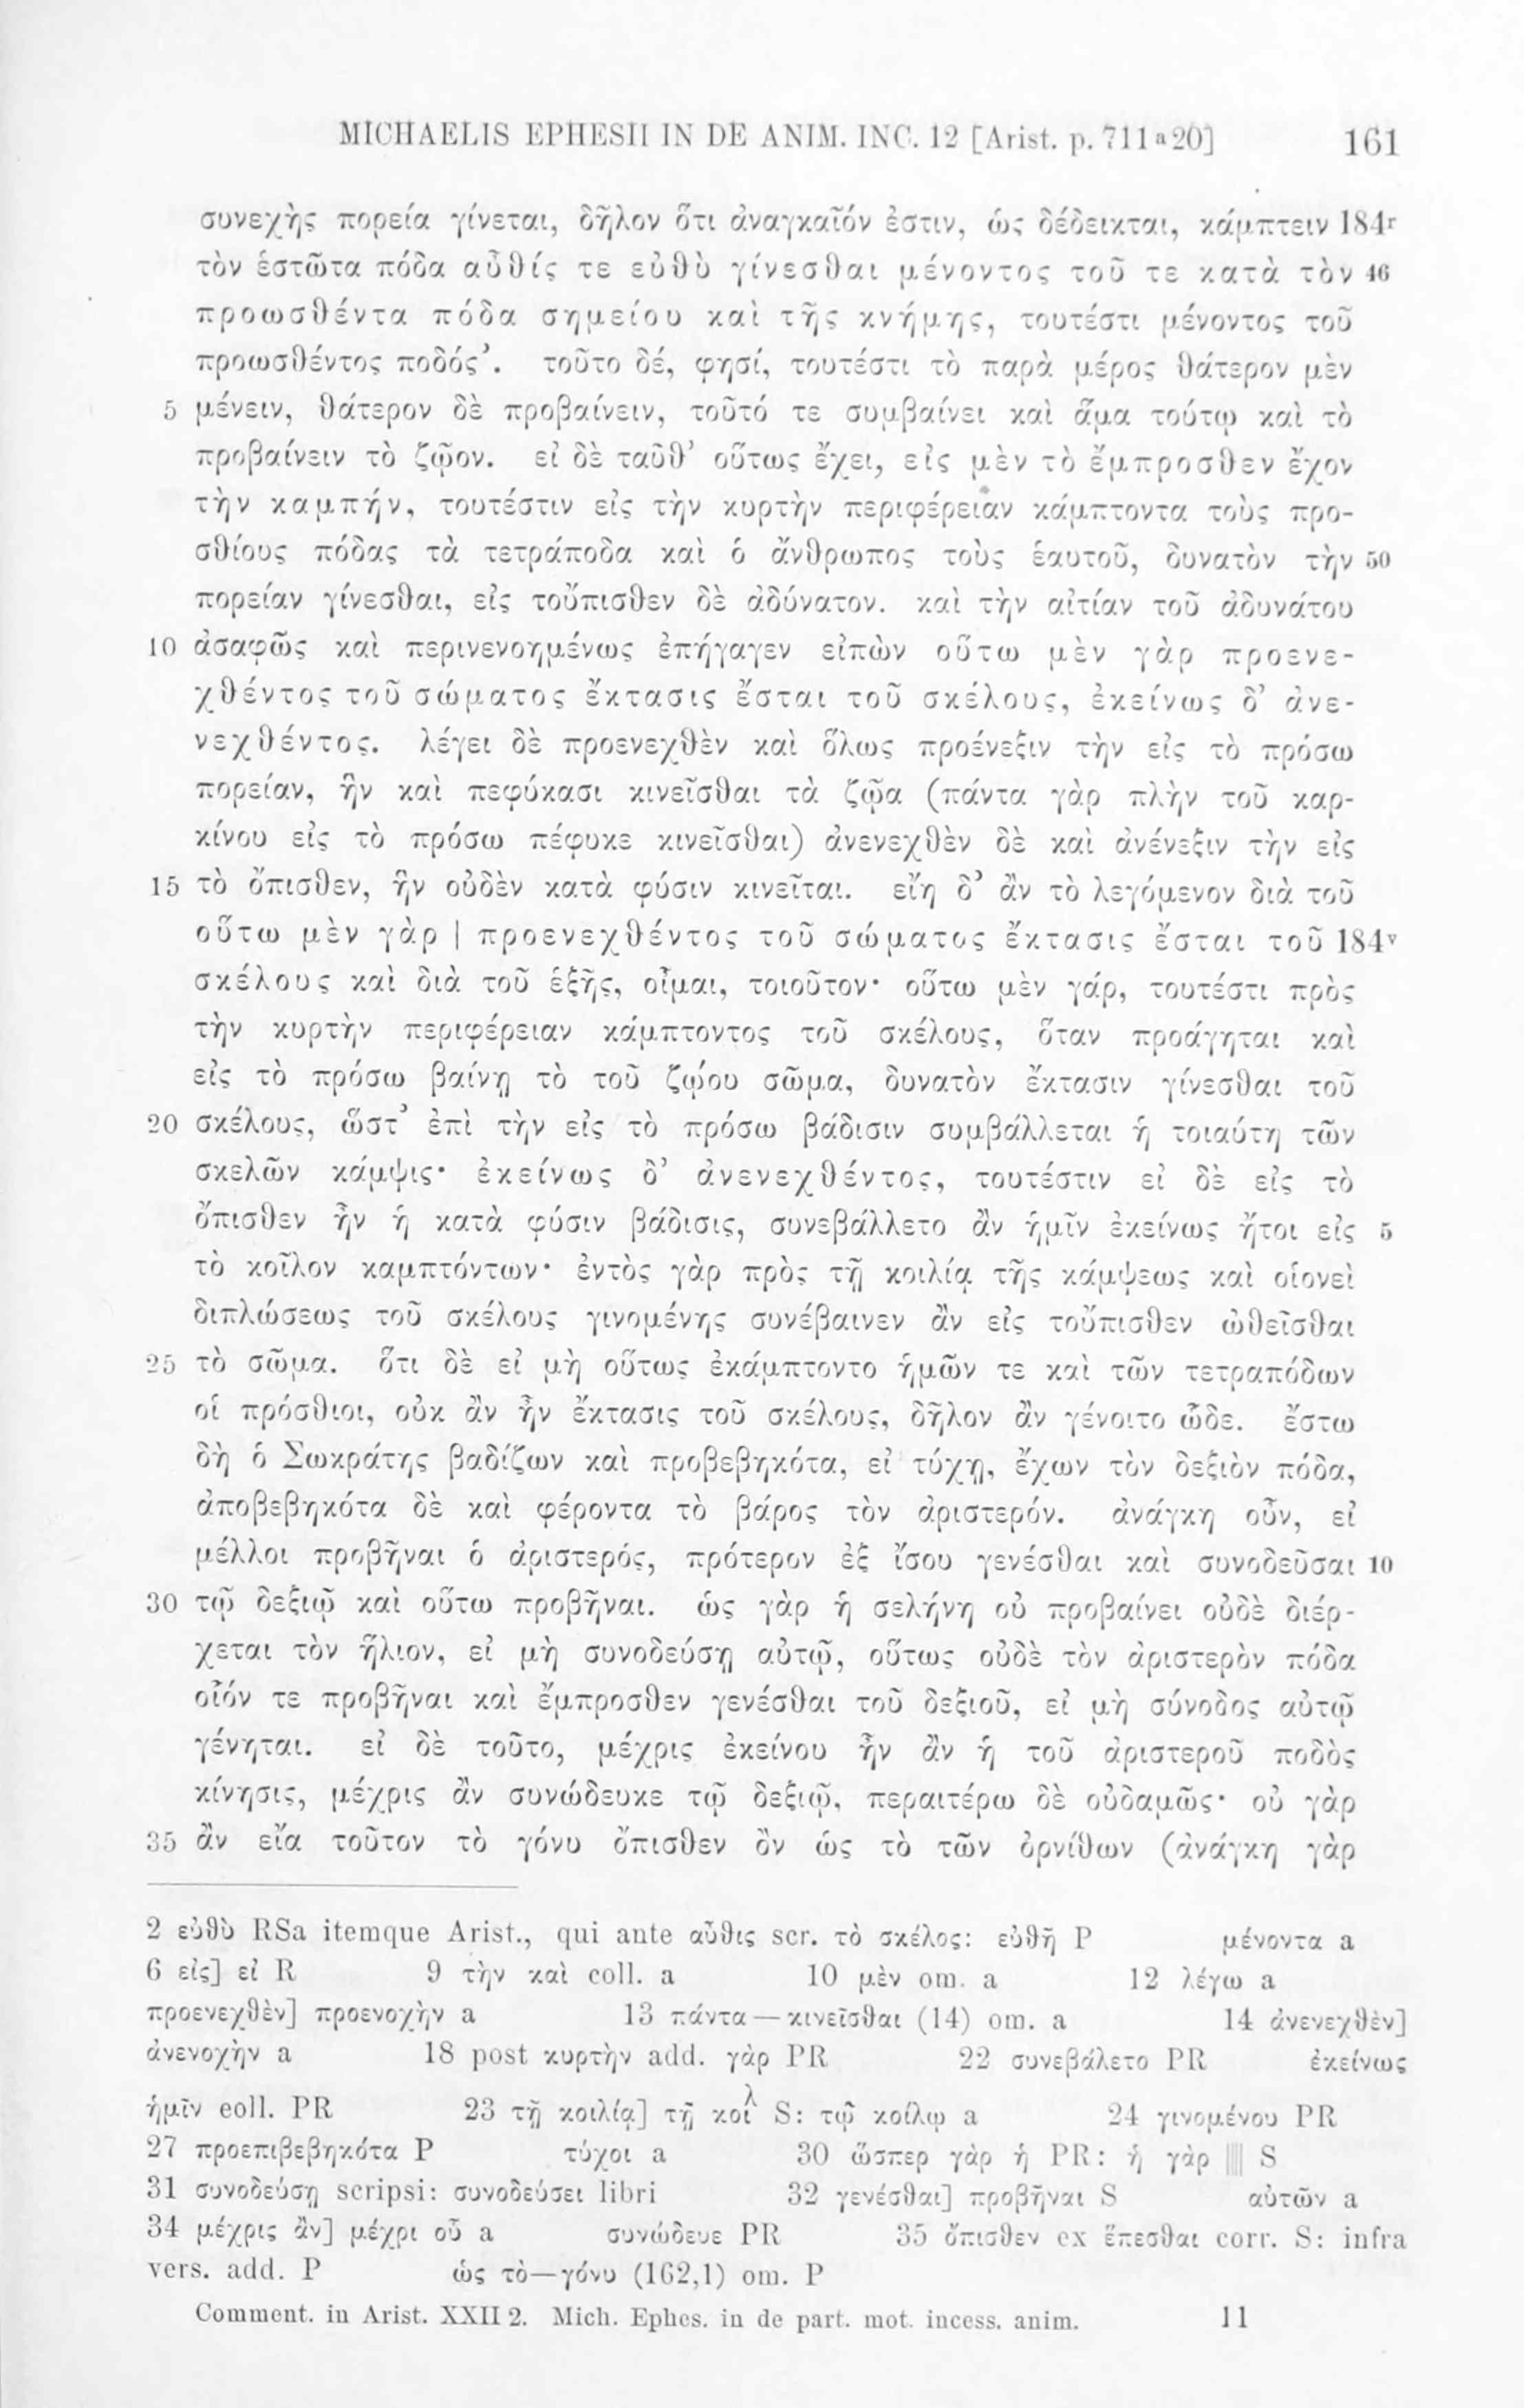 MICHAELIS EPHESII IN DE ANIM. INC. 12 [Arist. p. 711ᵃ20] 161
συνεχὴς πορεία γίνεται, δῆλον ὅτι ἀναγκαῖόν ἐστιν, ὡς δέδεικται, κάμπτειν 184ʳ
τὸν ἑστῶτα πόδα αὖθίς τε εὐθὺ γίνεσθαι μένοντος τοῦ τε κατὰ τὸν 46
προωσθέντα πόδα σημείου καὶ τῆς κνήμης, τουτέστι μένοντος τοῦ
προωσθέντος ποδός’. τοῦτο δέ, φησί, τουτέστι τὸ παρὰ μέρος θάτερον μὲν
5 μένειν, θάτερον δὲ προβαίνειν, τοῦτό τε συμβαίνει καὶ ἅμα τούτῳ καὶ τὸ
προβαίνειν τὸ ζῷον. εἰ δὲ ταῦθ’ οὕτως ἔχει, εἰς μὲν τὸ ἔμπροσθεν ἔχον
τὴν καμπήν, τουτέστιν εἰς τὴν κυρτὴν περιφέρειαν κάμπτοντα τοὺς προ-
σθίους πόδας τὰ τετράποδα καὶ ὁ ἄνθρωπος τοὺς ἑαυτοῦ, δυνατὸν τὴν 50
πορείαν γίνεσθαι, εἰς τοὔπισθεν δὲ ἀδύνατον. καὶ τὴν αἰτίαν τοῦ ἀδυνάτου
10 ἀσαφῶς καὶ περινενοημένως ἐπήγαγεν εἰπὼν οὕτω μὲν γὰρ προενε-
χθέντος τοῦ σώματος ἔκτασις ἔσται τοῦ σκέλους, ἐκείνως δ’ ἀνε-
νεχθέντος. λέγει δὲ προενεχθὲν καὶ ὅλως προένεξιν τὴν εἰς τὸ πρόσω
πορείαν, ἣν καὶ πεφύκασι κινεῖσθαι τὰ ζῷα (πάντα γὰρ πλὴν τοῦ καρ-
κίνου εἰς τὸ πρόσω πέφυκε κινεῖσθαι) ἀνενεχθὲν δὲ καὶ ἀνένεξιν τὴν εἰς
15 τὸ ὄπισθεν, ἣν οὐδὲν κατὰ φύσιν κινεῖται. εἴη δ’ ἂν τὸ λεγόμενον διὰ τοῦ
οὕτω μὲν γὰρ | προενεχθέντος τοῦ σώματος ἔκτασις ἔσται τοῦ 184ᵛ
σκέλους καὶ διὰ τοῦ ἑξῆς, οἶμαι, τοιοῦτον· οὕτω μὲν γάρ, τουτέστι πρὸς
τὴν κυρτὴν περιφέρειαν κάμπτοντος τοῦ σκέλους, ὅταν προάγηται καὶ
εἰς τὸ πρόσω βαίνῃ τὸ τοῦ ζῴου σῶμα, δυνατὸν ἔκτασιν γίνεσθαι τοῦ
20 σκέλους, ὥστ’ ἐπὶ τὴν εἰς τὸ πρόσω βάδισιν συμβάλλεται ἡ τοιαύτη τῶν
σκελῶν κάμψις· ἐκείνως δ’ ἀνενεχθέντος, τουτέστιν εἰ δὲ εἰς τὸ
ὄπισθεν ἦν ἡ κατὰ φύσιν βάδισις, συνεβάλλετο ἂν ἡμῖν ἐκείνως ἤτοι εἰς 5
τὸ κοῖλον καμπτόντων· ἐντὸς γὰρ πρὸς τῇ κοιλίᾳ τῆς κάμψεως καὶ οἱονεὶ
διπλώσεως τοῦ σκέλους γινομένης συνέβαινεν ἂν εἰς τοὔπισθεν ὠθεῖσθαι
25 τὸ σῶμα. ὅτι δὲ εἰ μὴ οὕτως ἐκάμπτοντο ἡμῶν τε καὶ τῶν τετραπόδων
οἱ πρόσθιοι, οὐκ ἂν ἦν ἔκτασις τοῦ σκέλους, δῆλον ἂν γένοιτο ὧδε. ἔστω
δὴ ὁ Σωκράτης βαδίζων καὶ προβεβηκότα, εἰ τύχῃ, ἔχων τὸν δεξιὸν πόδα,
ἀποβεβηκότα δὲ καὶ φέροντα τὸ βάρος τὸν ἀριστερόν. ἀνάγκη οὖν, εἰ
μέλλοι προβῆναι ὁ ἀριστερός, πρότερον ἐξ ἴσου γενέσθαι καὶ συνοδεῦσαι 10
30 τῷ δεξιῷ καὶ οὕτω προβῆναι. ὡς γὰρ ἡ σελήνη οὐ προβαίνει οὐδὲ διέρ-
χεται τὸν ἥλιον, εἰ μὴ συνοδεύσῃ αὐτῷ, οὕτως οὐδὲ τὸν ἀριστερὸν πόδα
οἷόν τε προβῆναι καὶ ἔμπροσθεν γενέσθαι τοῦ δεξιοῦ, εἰ μὴ σύνοδος αὐτῷ
γένηται. εἰ δὲ τοῦτο, μέχρις ἐκείνου ἦν ἂν ἡ τοῦ ἀριστεροῦ ποδὸς
κίνησις, μέχρις ἂν συνώδευκε τῷ δεξιῷ, περαιτέρω δὲ οὐδαμῶς· οὐ γὰρ
35 ἂν εἴα τοῦτον τὸ γόνυ ὄπισθεν ὂν ὡς τὸ τῶν ὀρνίθων (ἀνάγκη γὰρ
2 εὐθὺ RSa itemque Arist., qui ante αὖθις scr. τὸ σκέλος: εὐθῆ P μένοντα a
6 εἰς] εἰ R 9 τὴν καὶ coll. a 10 μὲν om. a 12 λέγω a
προενεχθὲν] προενοχὴν a 13 πάντα — κινεῖσθαι (14) om. a 14 ἀνενεχθὲν]
ἀνενοχὴν a 18 post κυρτὴν add. γὰρ PR 22 συνεβάλετο PR ἐκείνως
ἡμῖν coll. PR 23 τῇ κοιλίᾳ] τῇ κοιλ S: τῷ κοίλῳ a 24 γινομένου PR
27 προεπιβεβηκότα P τύχοι a 30 ὥσπερ γὰρ ἡ PR: ἡ γὰρ |||| S
31 συνοδεύσῃ scripsi: συνοδεύσει libri 32 γενέσθαι] προβῆναι S αὐτῶν a
34 μέχρις ἂν] μέχρι οὗ a συνώδευε PR 35 ὄπισθεν ex ἕπεσθαι corr. S: infra
vers. add. P ὡς τὸ—γόνυ (162,1) om. P
Comment. in Arist. XXII 2. Mich. Ephes. in de part. mot. incess. anim. 11